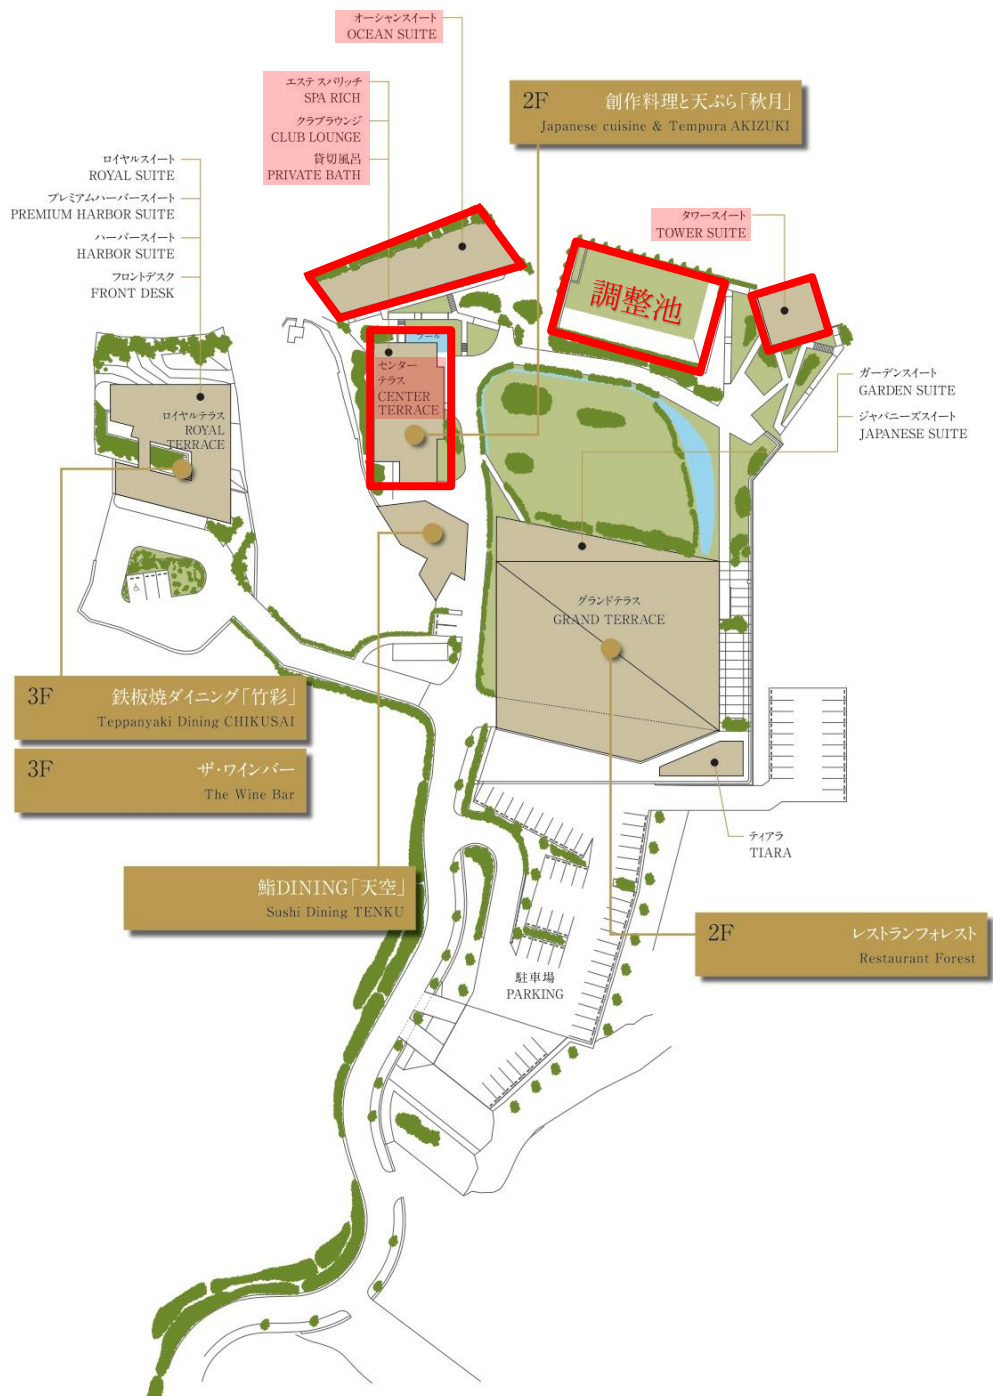 オーシャンスイート
OCEAN SUITE
エステ スパリッチ
SPA RICH
クラブラウンジ
CLUB LOUNGE
貸切風呂
PRIVATE BATH
2F 創作料理と天ぷら「秋月」
Japanese cuisine & Tempura AKIZUKI
ロイヤルスイート
ROYAL SUITE
プレミアムハーバースイート
PREMIUM HARBOR SUITE
ハーバースイート
HARBOR SUITE
フロントデスク
FRONT DESK
タワースイート
TOWER SUITE
調整池
プール
センター
テラス
CENTER
TERRACE
ガーデンスイート
GARDEN SUITE
ジャパニーズスイート
JAPANESE SUITE
ロイヤルテラス
ROYAL
TERRACE
グランドテラス
GRAND TERRACE
3F 鉄板焼ダイニング「竹彩」
Teppanyaki Dining CHIKUSAI
3F ザ・ワインバー
The Wine Bar
ティアラ
TIARA
鮨DINING「天空」
Sushi Dining TENKU
2F レストランフォレスト
Restaurant Forest
駐車場
PARKING